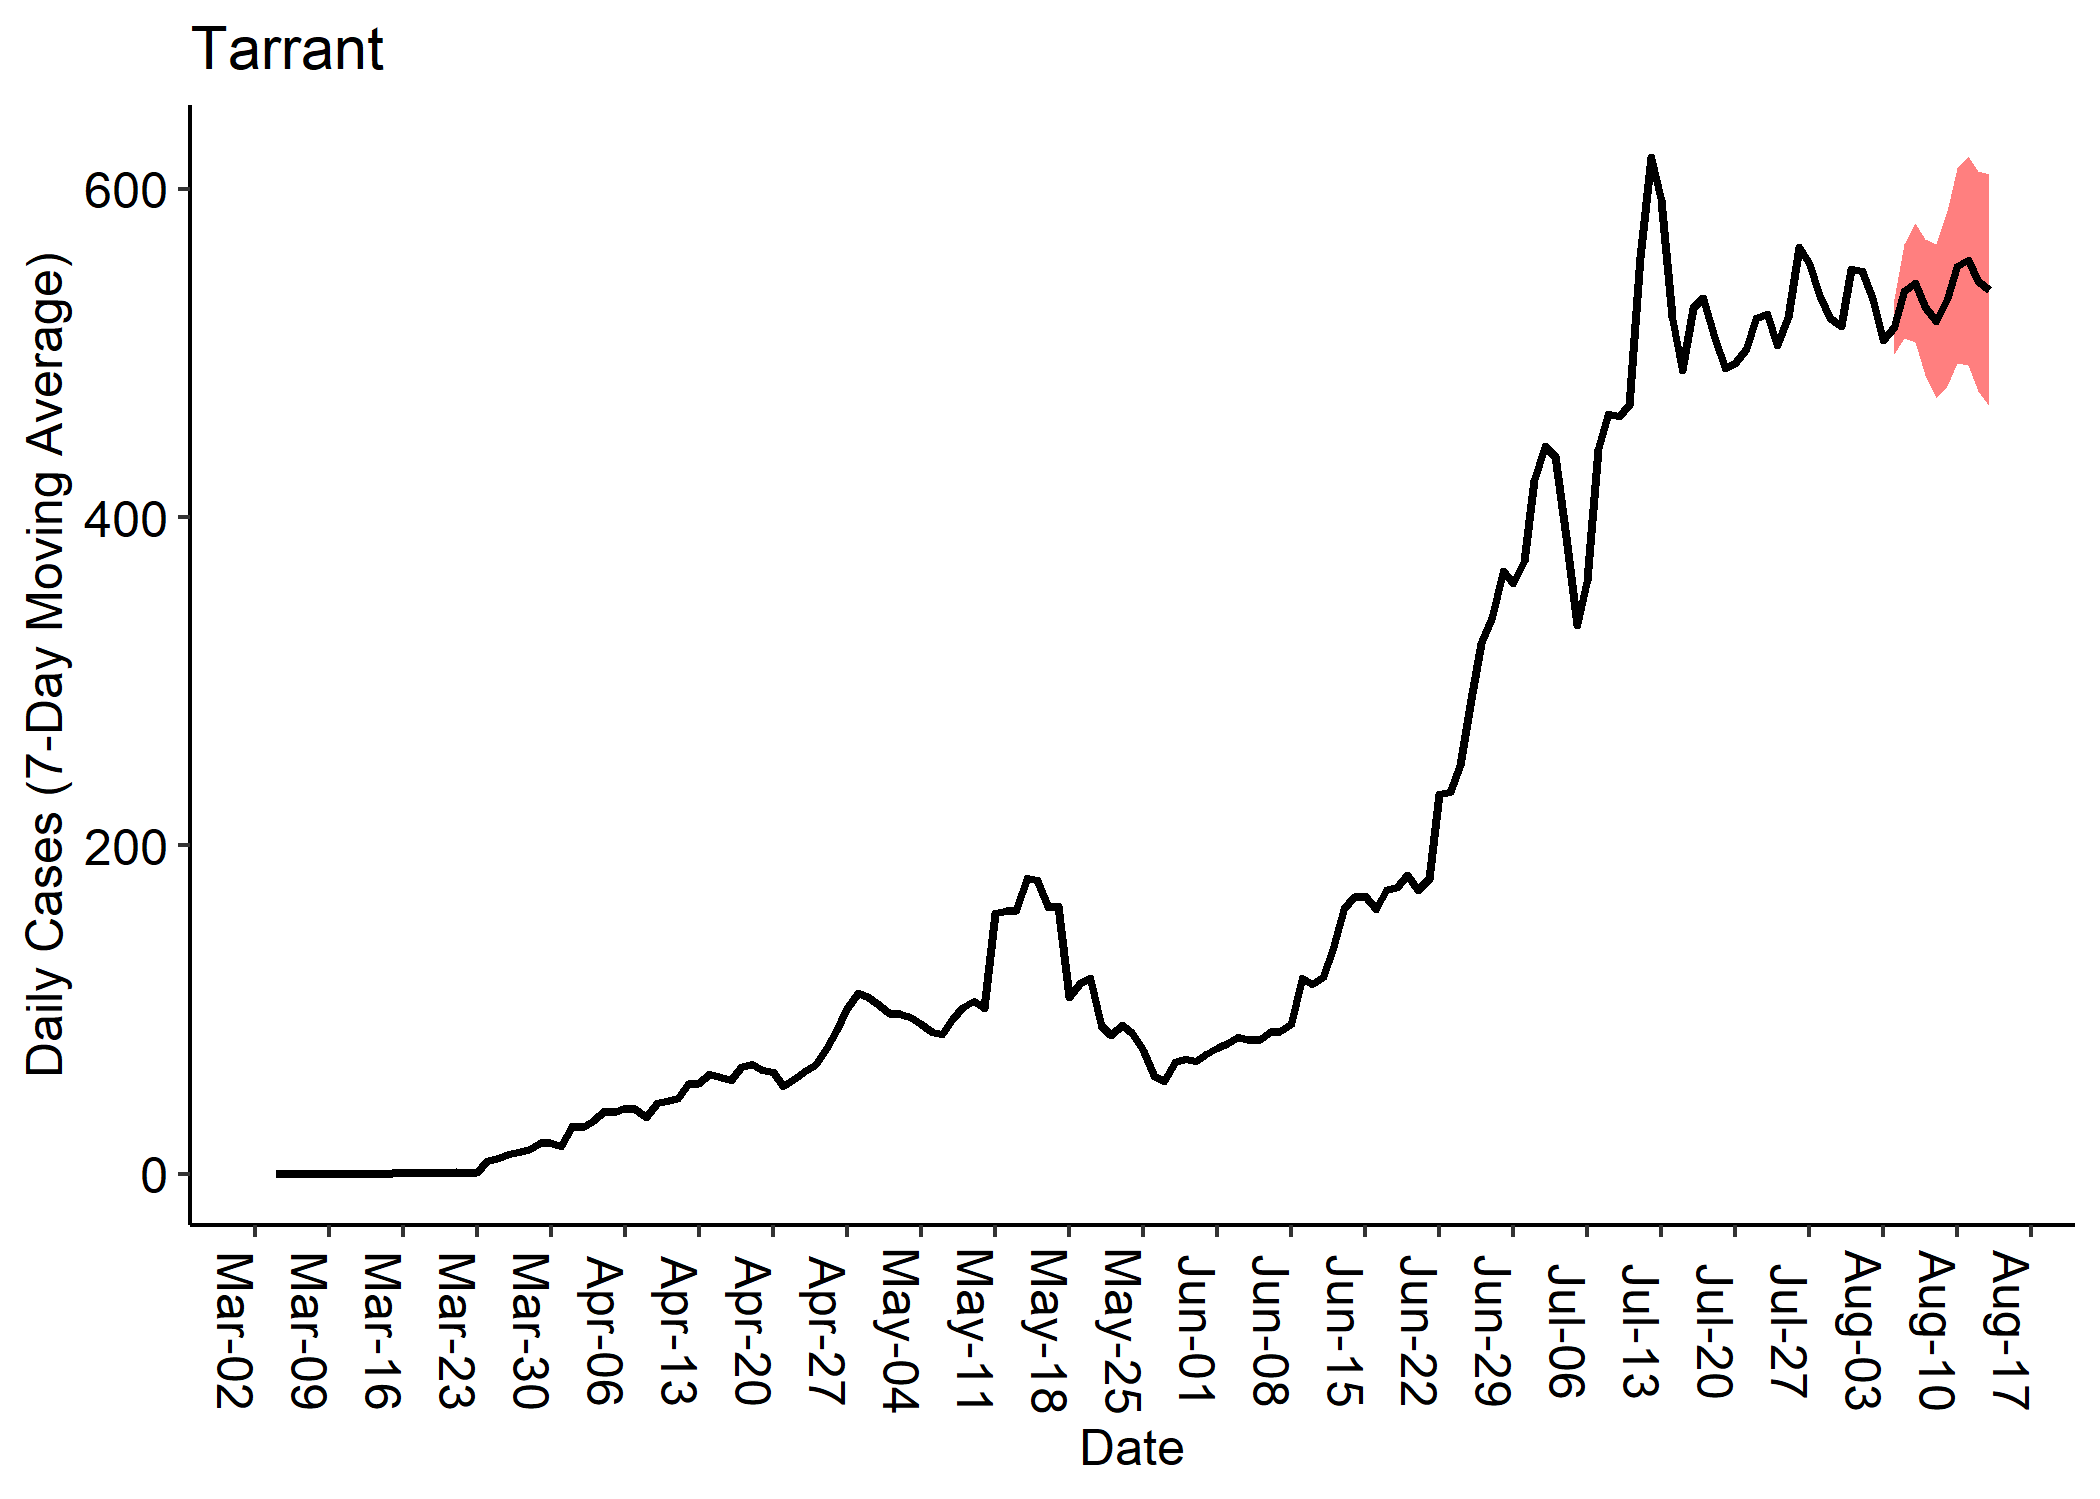 Tarrant
Daily Cases (7-Day Moving Average)
600
400
200
0
Mar-02
Mar-09
Mar-16
Mar-23
Mar-30
Apr-06
Apr-13
Apr-20
Apr-27
May-04
May-11
May-18
May-25
Jun-01
Jun-08
Jun-15
Jun-22
Jun-29
Jul-06
Jul-13
Jul-20
Jul-27
Aug-03
Aug-10
Aug-17
Date